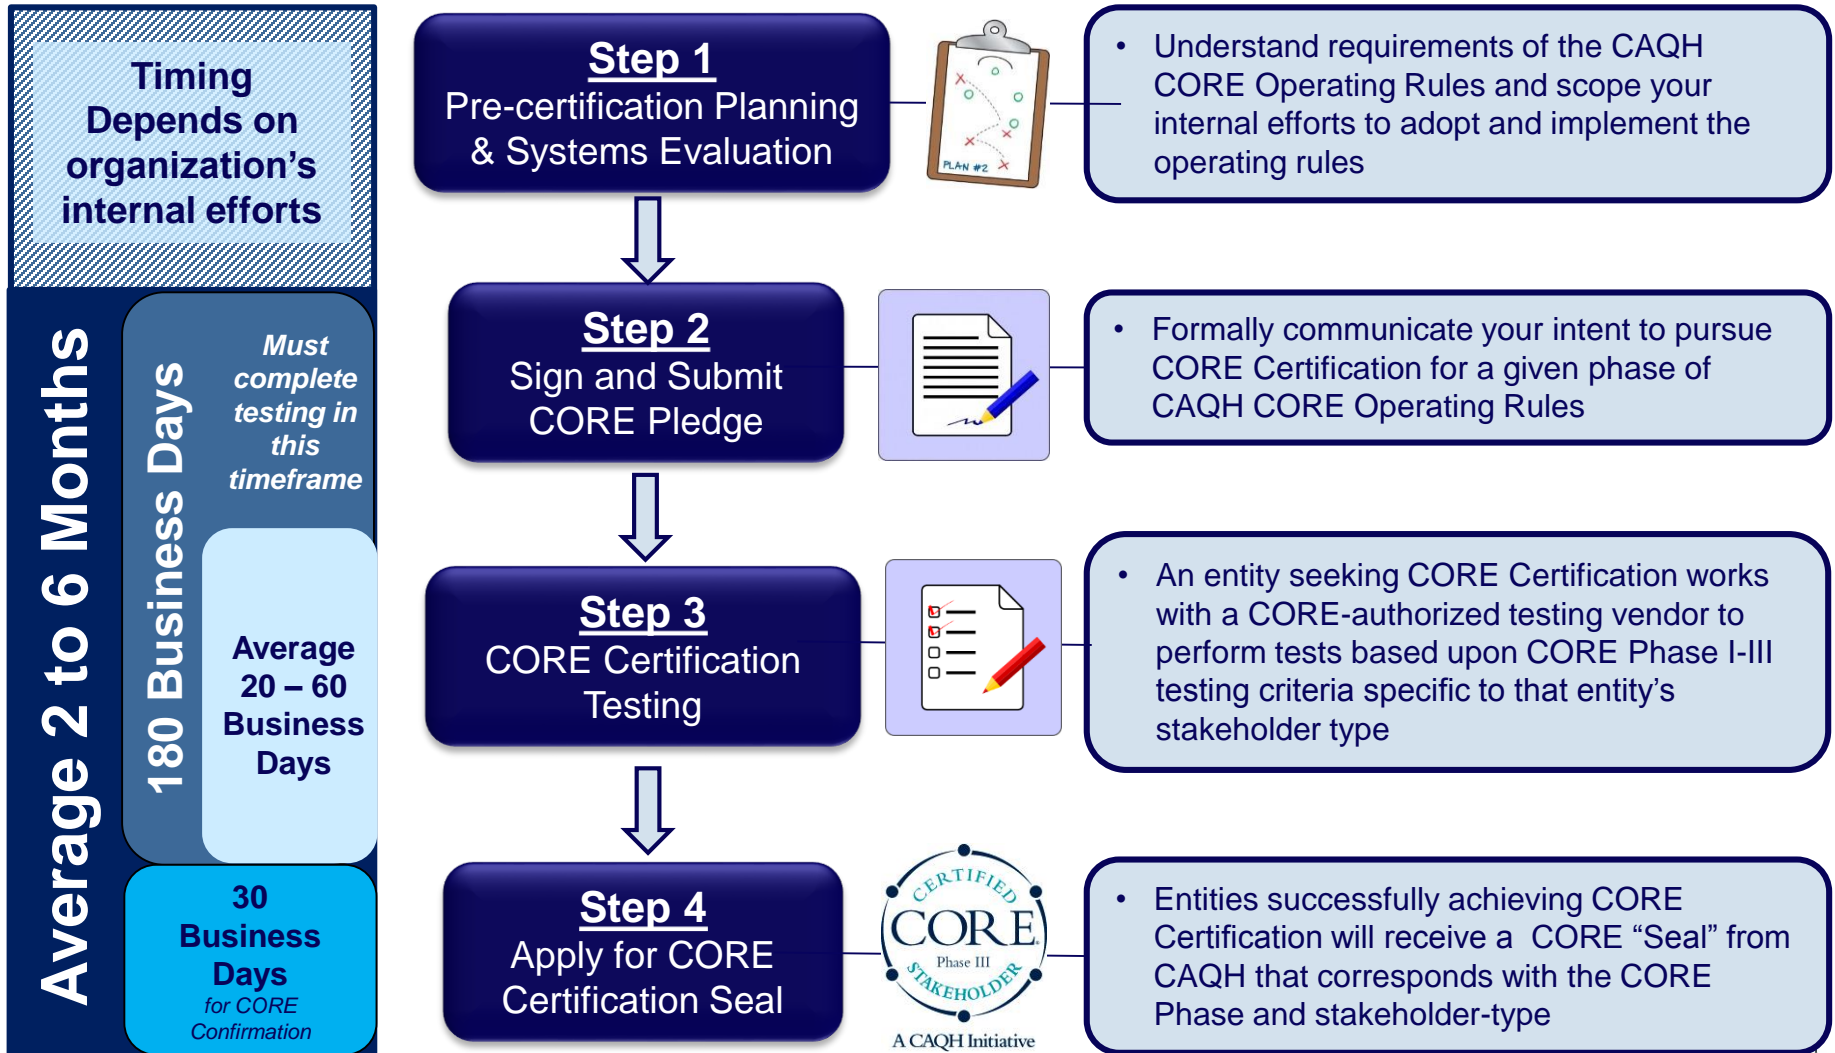 Timing
Depends on
organization’s
internal efforts
Average 2 to 6 Months
180 Business Days
Must
complete
testing in
this
timeframe
Average
20 – 60
Business
Days
30
Business
Days
for CORE
Confirmation
Step 1
Pre-certification Planning
& Systems Evaluation
PLAN #2
• Understand requirements of the CAQH
CORE Operating Rules and scope your
internal efforts to adopt and implement the
operating rules
Step 2
Sign and Submit
CORE Pledge
• Formally communicate your intent to pursue
CORE Certification for a given phase of
CAQH CORE Operating Rules
Step 3
CORE Certification
Testing
• An entity seeking CORE Certification works
with a CORE-authorized testing vendor to
perform tests based upon CORE Phase I-III
testing criteria specific to that entity’s
stakeholder type
Step 4
Apply for CORE
Certification Seal
CERTIFIED
CORE®
Phase III
STAKEHOLDER
A CAQH Initiative
• Entities successfully achieving CORE
Certification will receive a CORE “Seal” from
CAQH that corresponds with the CORE
Phase and stakeholder-type